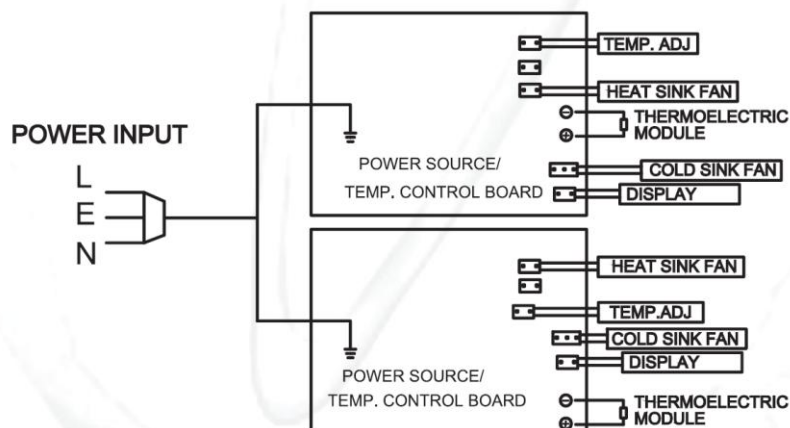 POWER INPUT
L
E
N
TEMP. ADJ
HEAT SINK FAN
THERMOELECTRIC
MODULE
COLD SINK FAN
DISPLAY
POWER SOURCE/
TEMP. CONTROL BOARD
HEAT SINK FAN
TEMP.ADJ
COLD SINK FAN
DISPLAY
THERMOELECTRIC
MODULE
POWER SOURCE/
TEMP. CONTROL BOARD